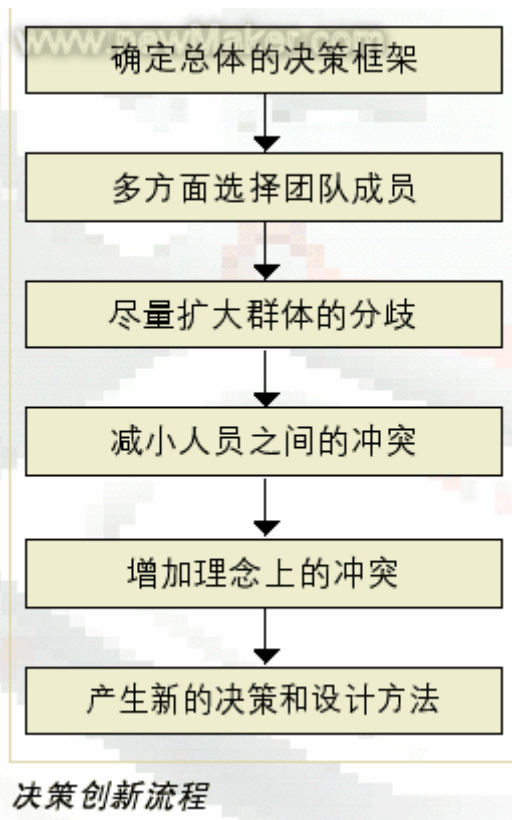 www.newMaker.com
确定总体的决策框架
多方面选择团队成员
尽量扩大群体的分歧
减小人员之间的冲突
增加理念上的冲突
产生新的决策和设计方法
决策创新流程